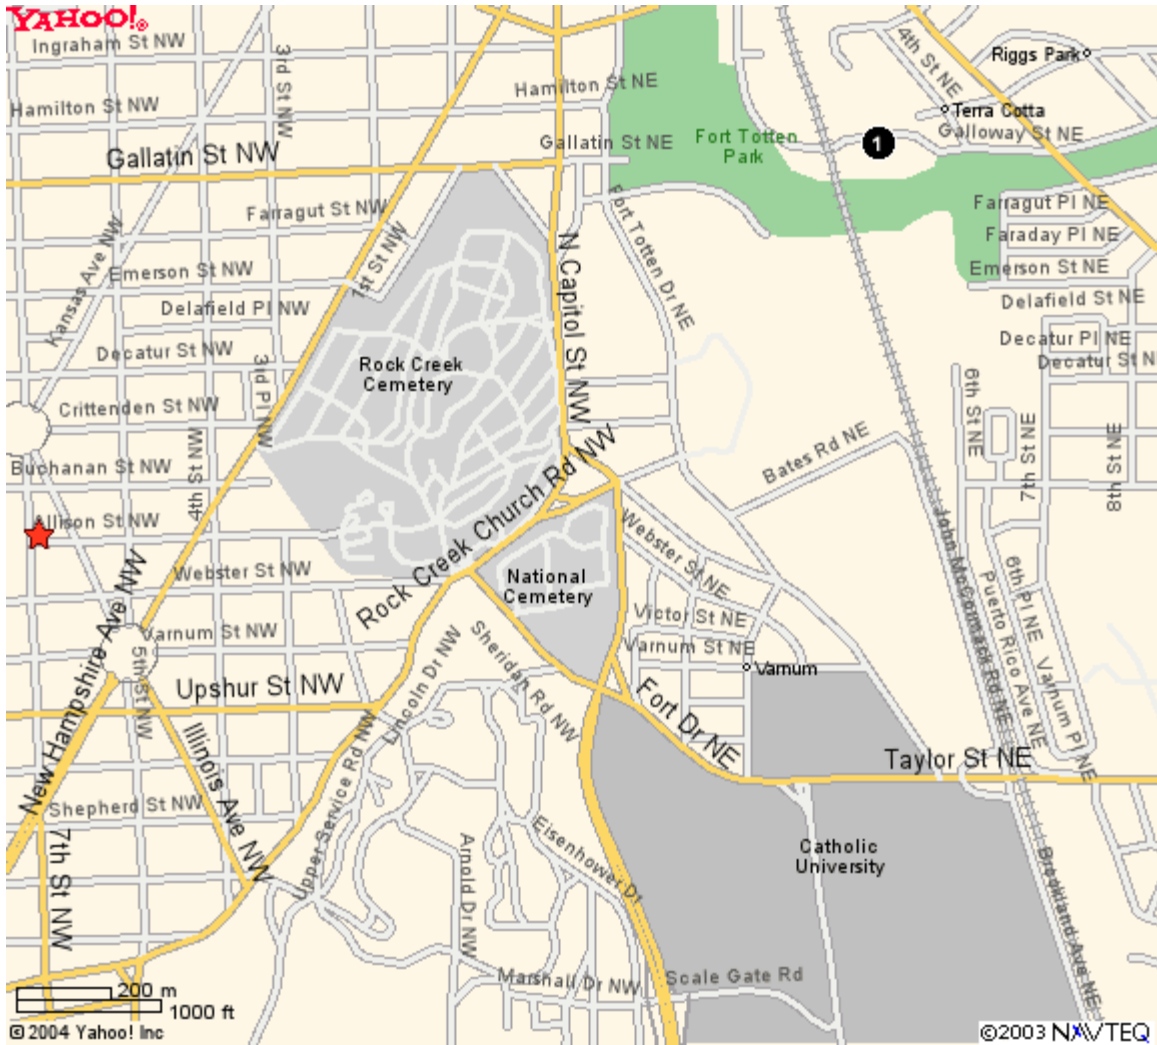 YAHOO!®
Ingraham St NW
3rd St NW
Hamilton St NW
Hamilton St NE
4th St NE
Riggs Park
Terra Cotta
Galloway St NE
Gallatin St NW
Gallatin St NE
Fort Totten
Park
1
Farragut St NW
Fort Totten Dr NE
Farragut Pl NE
Faraday Pl NE
Kansas Ave NW
Emerson St NW
1st St NW
N Capitol St NW
Emerson St NE
Delafield Pl NW
Delafield St NE
Decatur St NW
3rd Pl NW
Rock Creek
Cemetery
Decatur Pl NE
Decatur St N
Crittenden St NW
6th St NE
7th St NE
8th St NE
Buchanan St NW
4th St NW
Bates Rd NE
Allison St NW
Rock Creek Church Rd NW
Webster St NE
John McCormack Rd NE
Webster St NW
National
Cemetery
Puerto Rico Ave NE
6th Pl NE
Varnum Pl NE
New Hampshire Ave NW
Varnum St NW
5th St NW
Lincoln Dr NW
Sheridan Rd NW
Victor St NE
Varnum St NE
Varnum
Upshur St NW
Illinois Ave NW
Fort Dr NE
Taylor St NE
Upper Service Rd NW
Shepherd St NW
7th St NW
Arnold Dr NW
Eisenhower D1
Catholic
University
Brookland Ave NE
Marshall Dr NW
Scale Gate Rd
200 m
1000 ft
© 2004 Yahoo! Inc
©2003 NAVTEQ